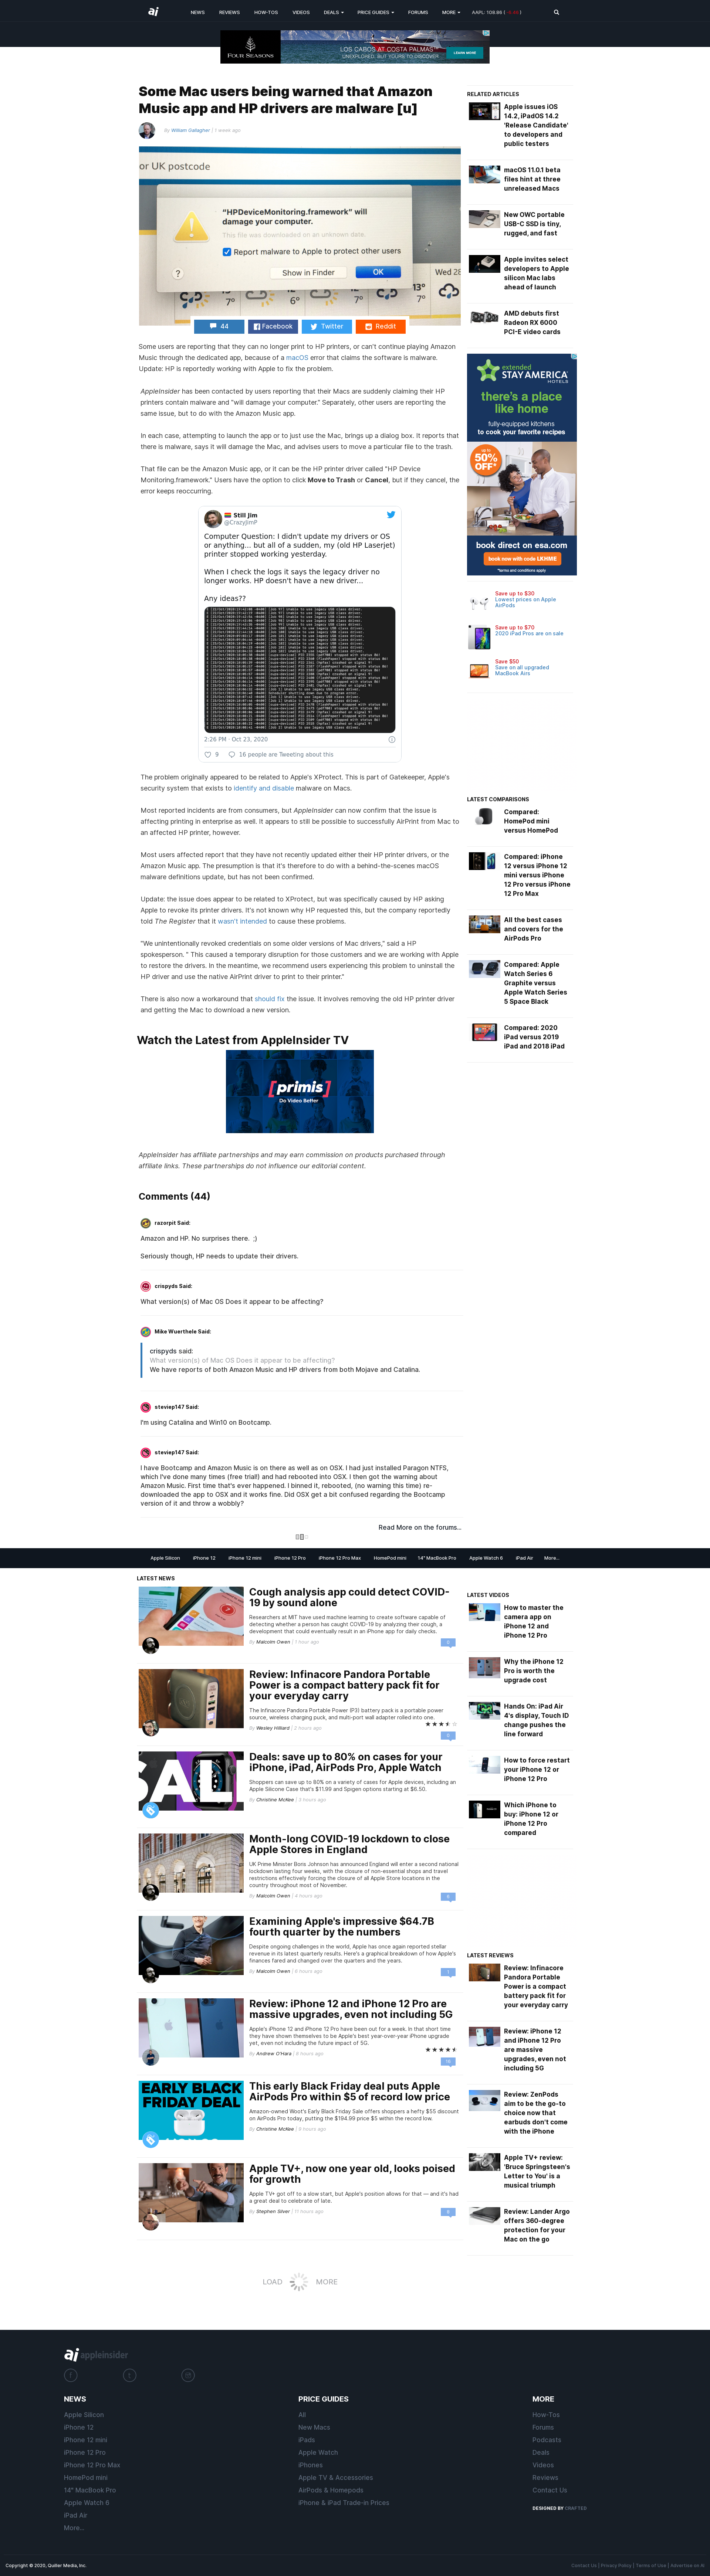 ai
NEWS REVIEWS HOW-TOS VIDEOS DEALS PRICE GUIDES FORUMS MORE AAPL: 108.86
FOUR SEASONS
LOS CAROS AT COSTA PALMAS
UNEXPLORED, BUT YOURS TO DISCOVER
LEARN MORE
Some Mac users being warned that Amazon
Music app and HP drivers are malware [u]
By William Gallagher | 1 week ago
or UK postcode
"HPDeviceMonitoring.framework" will
damage your computer.
This file was downloaded on an unknown date.
Report malware to Apple to protect other users
?
Show in Finder
OK
Wed 28
44
Facebook
Twitter
Reddit
Some users are reporting that they can no longer print to HP printers, or can't continue playing Amazon
Music through the dedicated app, because of a macOS error that claims the software is malware.
Update: HP is reportedly working with Apple to fix the problem.
AppleInsider has been contacted by users reporting that their Macs are suddenly claiming that their HP
printers contain malware and "will damage your computer." Separately, other users are reporting the
same issue, but to do with the Amazon Music app.
In each case, attempting to launch the app or to just use the Mac, brings up a dialog box. It reports that
there is malware, says it will damage the Mac, and advises users to throw the app or extension to the trash.
That file can be the Amazon Music app, or it can be the HP printer driver called "HP Device
Monitoring.framework." Users have the option to click Move to Trash or Cancel, but if they cancel, the
error keeps reoccuring.
Still Jim
@CrazyJimP
Computer Question: I didn't update my drivers or OS
or anything... but all of a sudden, my (old HP Laserjet)
printer stopped working yesterday.
When I check the logs it says the legacy driver no
longer works. HP doesn't have a new driver...
Any ideas??
2:26 PM · Oct 23, 2020
9
16 people are Tweeting about this
The problem originally appeared to be related to Apple's XProtect. This is part of Gatekeeper, Apple's
security system that exists to identify and disable malware on Macs.
Most reported incidents are from consumers, but AppleInsider can now confirm that the issue is
affecting printing in enterprise as well. It appears to still be possible to successfully AirPrint from Mac to
an affected HP printer, however.
Most users affected report that they have not recently updated either their HP printer drivers, or the
Amazon Music app. The presumption is that it's therefore to do with a behind-the-scenes macOS
malware definitions update, but has not been confirmed.
Update: the issue does appear to be related to XProtect, but was specifically caused by HP asking
Apple to revoke its printer drivers. It's not known why HP requested this, but the company reportedly
told The Register that it wasn't intended to cause these problems.
"We unintentionally revoked credentials on some older versions of Mac drivers," said a HP
spokesperson. " This caused a temporary disruption for those customers and we are working with Apple
to restore the drivers. In the meantime, we recommend users experiencing this problem to uninstall the
HP driver and use the native AirPrint driver to print to their printer."
There is also now a workaround that should fix the issue. It involves removing the old HP printer driver
and getting the Mac to download a new version.
Watch the Latest from AppleInsider TV
[primis]
Do Video Better
AppleInsider has affiliate partnerships and may earn commission on products purchased through
affiliate links. These partnerships do not influence our editorial content.
Comments (44)
razorpit Said:
Amazon and HP. No surprises there. ;)
Seriously though, HP needs to update their drivers.
crispyds Said:
What version(s) of Mac OS Does it appear to be affecting?
Mike Wuerthele Said:
crispyds said:
What version(s) of Mac OS Does it appear to be affecting?
We have reports of both Amazon Music and HP drivers from both Mojave and Catalina.
steviep147 Said:
I'm using Catalina and Win10 on Bootcamp.
steviep147 Said:
I have Bootcamp and Amazon Music is on there as well as on OSX. I had just installed Paragon NTFS,
which I've done many times (free trial!) and had rebooted into OSX. I then got the warning about
Amazon Music. First time that's ever happened. I binned it, rebooted, (no warning this time) re-
downloaded the app to OSX and it works fine. Did OSX get a bit confused regarding the Bootcamp
version of it and throw a wobbly?
Read More on the forums...
RELATED ARTICLES
Apple issues iOS
14.2, iPadOS 14.2
'Release Candidate'
to developers and
public testers
macOS 11.0.1 beta
files hint at three
unreleased Macs
New OWC portable
USB-C SSD is tiny,
rugged, and fast
Apple invites select
developers to Apple
silicon Mac labs
ahead of launch
AMD debuts first
Radeon RX 6000
PCI-E video cards
extended
STAY AMERICA
HOTELS
there's a place
like home
fully-equipped kitchens
to cook your favorite recipes
up to
50%
OFF*
book direct on esa.com
book now with code LKHME
*terms and conditions apply
Save up to $30
Lowest prices on Apple
AirPods
Save up to $70
2020 iPad Pros are on sale
Save $50
Save on all upgraded
MacBook Airs
LATEST COMPARISONS
Compared:
HomePod mini
versus HomePod
Compared: iPhone
12 versus iPhone 12
mini versus iPhone
12 Pro versus iPhone
12 Pro Max
All the best cases
and covers for the
AirPods Pro
Compared: Apple
Watch Series 6
Graphite versus
Apple Watch Series
5 Space Black
Compared: 2020
iPad versus 2019
iPad and 2018 iPad
Apple Silicon iPhone 12 iPhone 12 mini iPhone 12 Pro iPhone 12 Pro Max HomePod mini 14" MacBook Pro Apple Watch 6 iPad Air More...
LATEST NEWS
Cough analysis app could detect COVID-
19 by sound alone
Researchers at MIT have used machine learning to create software capable of
detecting whether a person has caught COVID-19 by analyzing their cough, a
development that could eventually result in an iPhone app for daily checks.
By Malcolm Owen | 1 hour ago
Review: Infinacore Pandora Portable
Power is a compact battery pack fit for
your everyday carry
The Infinacore Pandora Portable Power (P3) battery pack is a portable power
source, wireless charging puck, and multi-port wall adapter rolled into one.
By Wesley Hilliard | 2 hours ago
Deals: save up to 80% on cases for your
iPhone, iPad, AirPods Pro, Apple Watch
Shoppers can save up to 80% on a variety of cases for Apple devices, including an
Apple Silicone Case that's $11.99 and Spigen options starting at $6.50.
By Christine McKee | 3 hours ago
Month-long COVID-19 lockdown to close
Apple Stores in England
UK Prime Minister Boris Johnson has announced England will enter a second national
lockdown lasting four weeks, with the closure of non-essential shops and travel
restrictions effectively forcing the closure of all Apple Store locations in the
country throughout most of November.
By Malcolm Owen | 4 hours ago
Examining Apple's impressive $64.7B
fourth quarter by the numbers
Despite ongoing challenges in the world, Apple has once again reported stellar
revenue in its latest quarterly results. Here's a graphical breakdown of how Apple's
finances fared and changed over the quarters and the years.
By Malcolm Owen | 6 hours ago
Review: iPhone 12 and iPhone 12 Pro are
massive upgrades, even not including 5G
Apple's iPhone 12 and iPhone 12 Pro have been out for a week. In that short time
they have shown themselves to be Apple's best year-over-year iPhone upgrade
yet, even not including the future impact of 5G.
By Andrew O'Hara | 8 hours ago
EARLY BLACK
FRIDAY DEAL
This early Black Friday deal puts Apple
AirPods Pro within $5 of record low price
Amazon-owned Woot's Early Black Friday Sale offers shoppers a hefty $55 discount
on AirPods Pro today, putting the $194.99 price $5 within the record low.
By Christine McKee | 9 hours ago
Apple TV+, now one year old, looks poised
for growth
Apple TV+ got off to a slow start, but Apple's position allows for that — and it's had
a great deal to celebrate of late.
By Stephen Silver | 11 hours ago
LOAD MORE
LATEST VIDEOS
How to master the
camera app on
iPhone 12 and
iPhone 12 Pro
Why the iPhone 12
Pro is worth the
upgrade cost
Hands On: iPad Air
4's display, Touch ID
change pushes the
line forward
How to force restart
your iPhone 12 or
iPhone 12 Pro
Which iPhone to
buy: iPhone 12 or
iPhone 12 Pro
compared
LATEST REVIEWS
Review: Infinacore
Pandora Portable
Power is a compact
battery pack fit for
your everyday carry
Review: iPhone 12
and iPhone 12 Pro
are massive
upgrades, even not
including 5G
Review: ZenPods
aim to be the go-to
choice now that
earbuds don't come
with the iPhone
Apple TV+ review:
'Bruce Springsteen's
Letter to You' is a
musical triumph
Review: Lander Argo
offers 360-degree
protection for your
Mac on the go
ai appleinsider
NEWS
Apple Silicon
iPhone 12
iPhone 12 mini
iPhone 12 Pro
iPhone 12 Pro Max
HomePod mini
14" MacBook Pro
Apple Watch 6
iPad Air
More...
PRICE GUIDES
All
New Macs
iPads
Apple Watch
iPhones
Apple TV & Accessories
AirPods & Homepods
iPhone & iPad Trade-in Prices
MORE
How-Tos
Forums
Podcasts
Deals
Videos
Reviews
Contact Us
DESIGNED BY CRAFTED
Copyright © 2020, Quiller Media, Inc.
Contact Us | Privacy Policy | Terms of Use | Advertise on AI